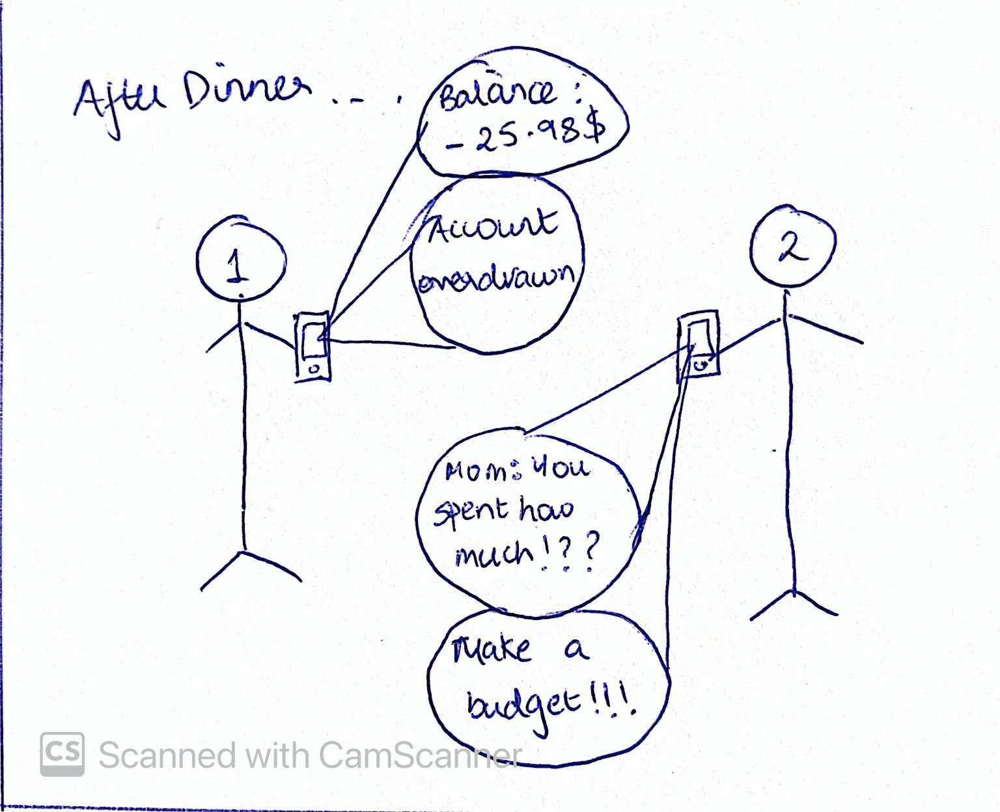 After Dinner ....
Balance :
- 25.98$
Account
overdrawn
1
2
Mom: You
spent how
much!??
Make a
budget!!!
CS Scanned with CamScanner